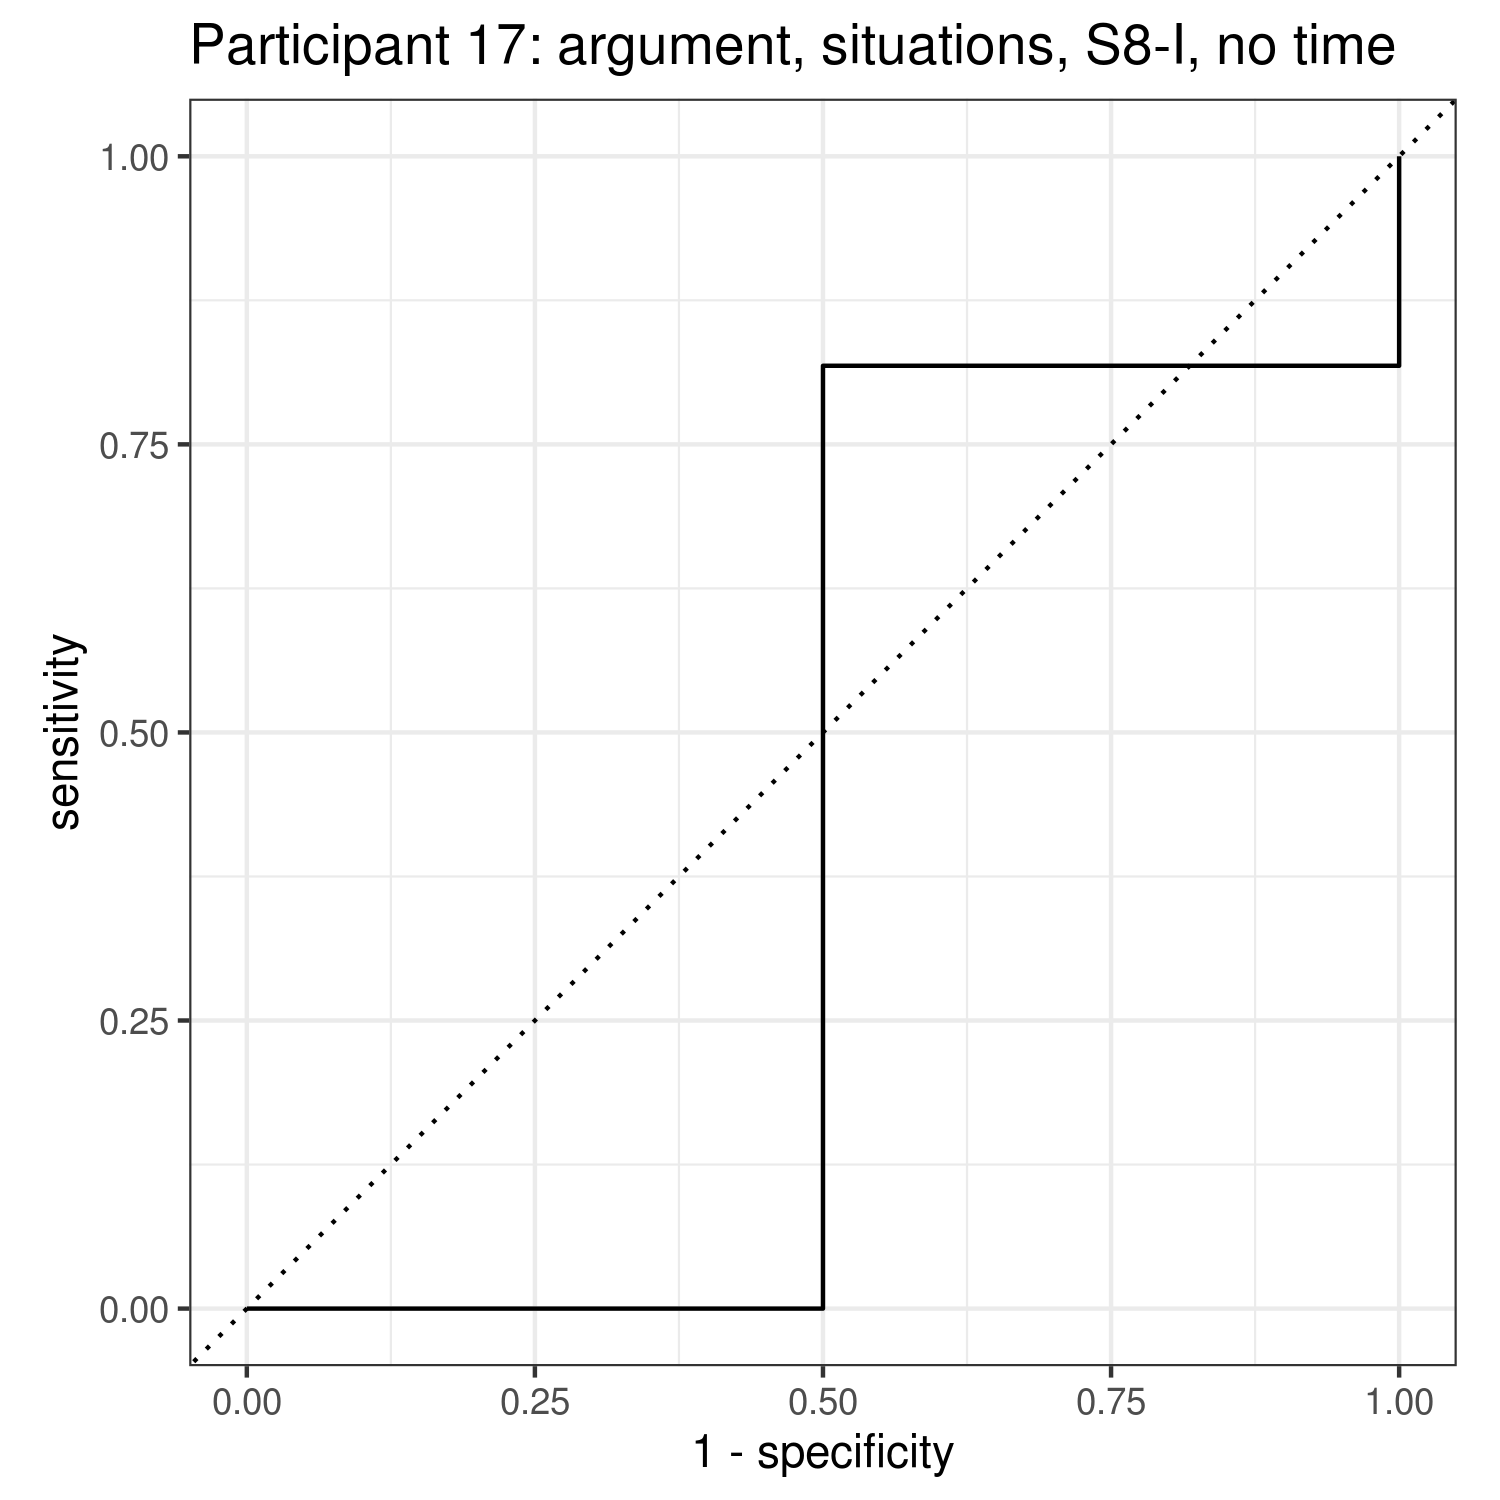 Participant 17: argument, situations, S8-I, no time
1.00
0.75
0.50
0.25
0.00
sensitivity
0.00 0.25 0.50 0.75 1.00
1 - specificity